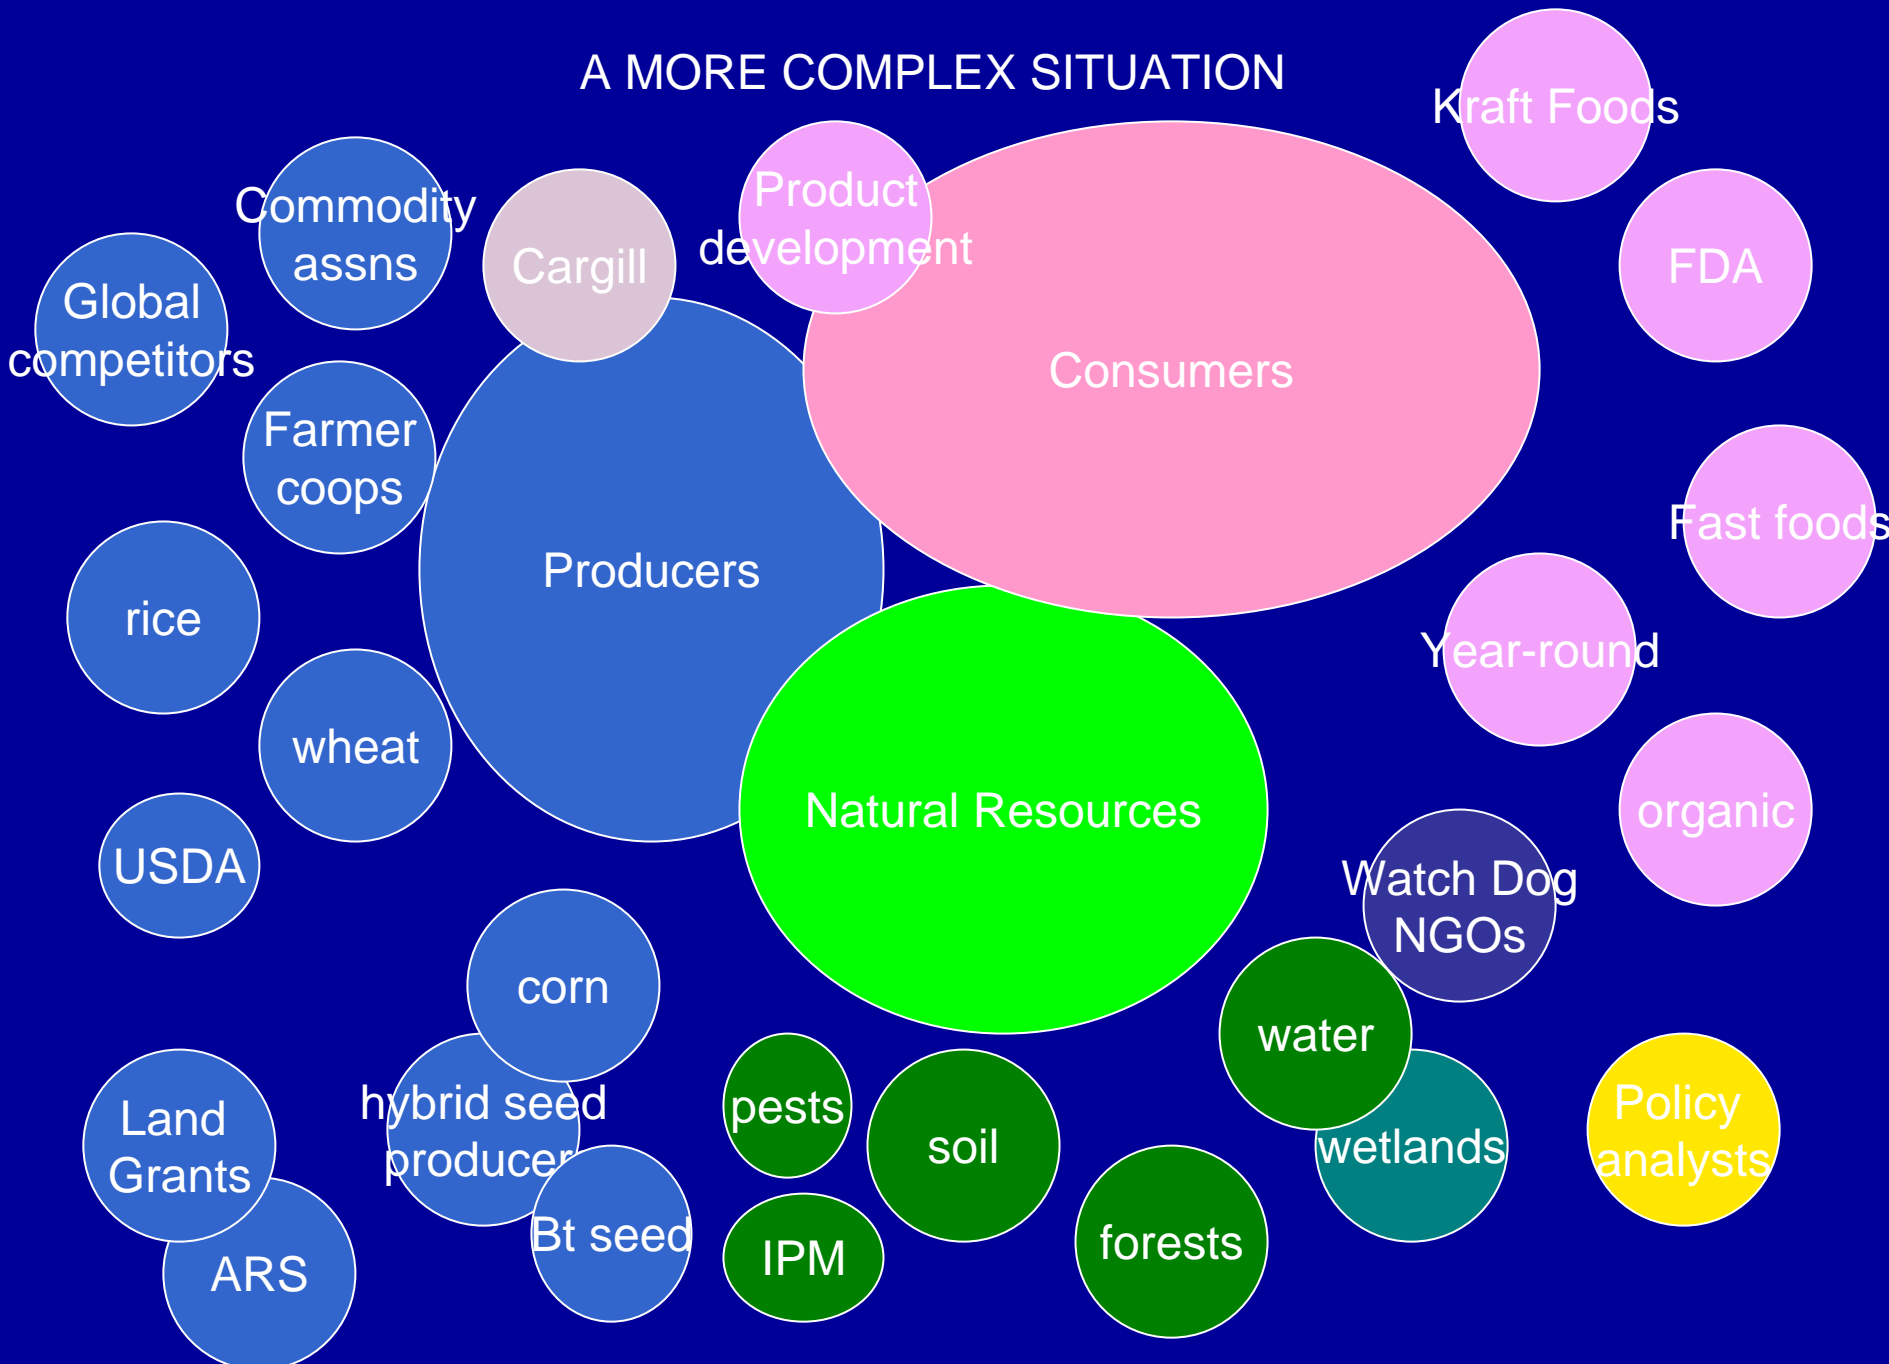 A MORE COMPLEX SITUATION
Kraft Foods
Commodity
assns
Cargill
Product
development
FDA
Global
competitors
Consumers
Farmer
coops
Fast foods
Producers
rice
Year-round
wheat
Natural Resources
organic
USDA
Watch Dog
NGOs
corn
water
Land
Grants
hybrid seed
producer
pests
soil
wetlands
Policy
analysts
Bt seed
IPM
forests
ARS